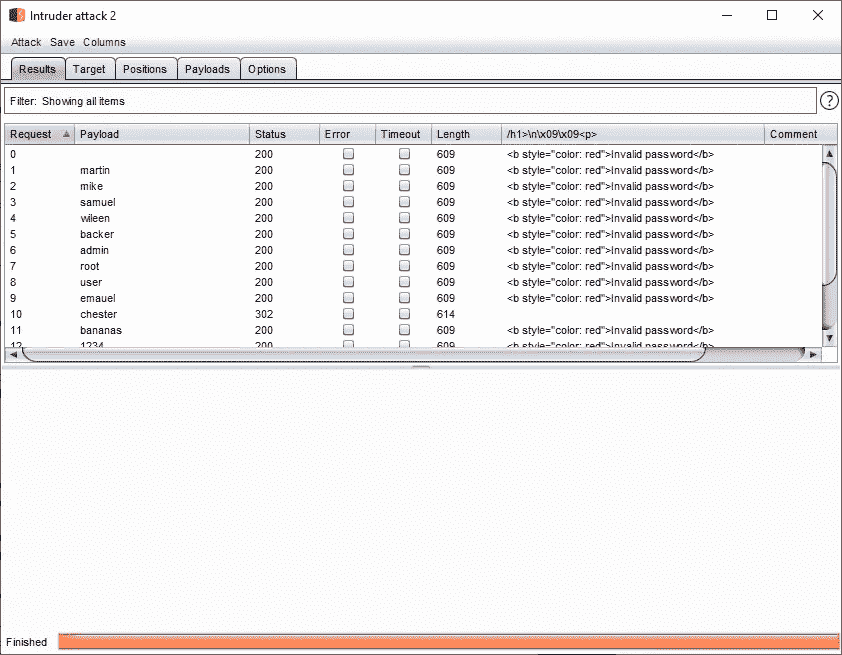 Intruder attack 2
Attack Save Columns
Results Target Positions Payloads Options
Filter: Showing all items ?
Request Payload Status Error Timeout Length /h1>\n\x09\x09<p> Comment
0 200 609 <b style="color: red">Invalid password</b>
1 martin 200 609 <b style="color: red">Invalid password</b>
2 mike 200 609 <b style="color: red">Invalid password</b>
3 samuel 200 609 <b style="color: red">Invalid password</b>
4 wileen 200 609 <b style="color: red">Invalid password</b>
5 backer 200 609 <b style="color: red">Invalid password</b>
6 admin 200 609 <b style="color: red">Invalid password</b>
7 root 200 609 <b style="color: red">Invalid password</b>
8 user 200 609 <b style="color: red">Invalid password</b>
9 emauel 200 609 <b style="color: red">Invalid password</b>
10 chester 302 614
11 bananas 200 609 <b style="color: red">Invalid password</b>
12 1234 200 609 <b style="color: red">Invalid password</b>
Finished